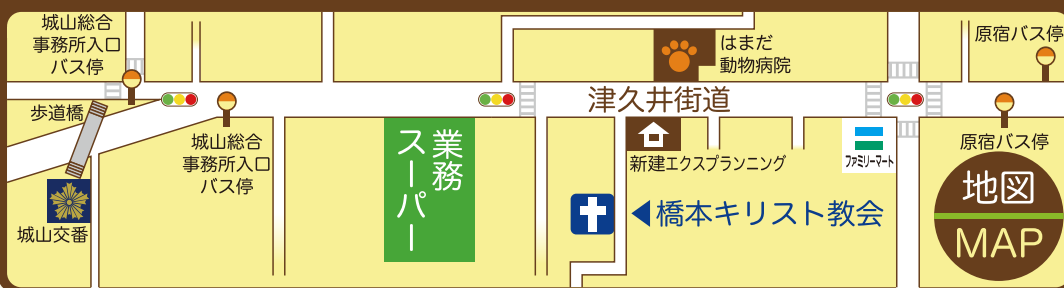 城山総合
事務所入口
バス停
歩道橋
城山交番
城山総合
事務所入口
バス停
業務
スーパー
はまだ
動物病院
津久井街道
新建エクスプランニング
橋本キリスト教会
ファミリーマート
原宿バス停
原宿バス停
地図
MAP